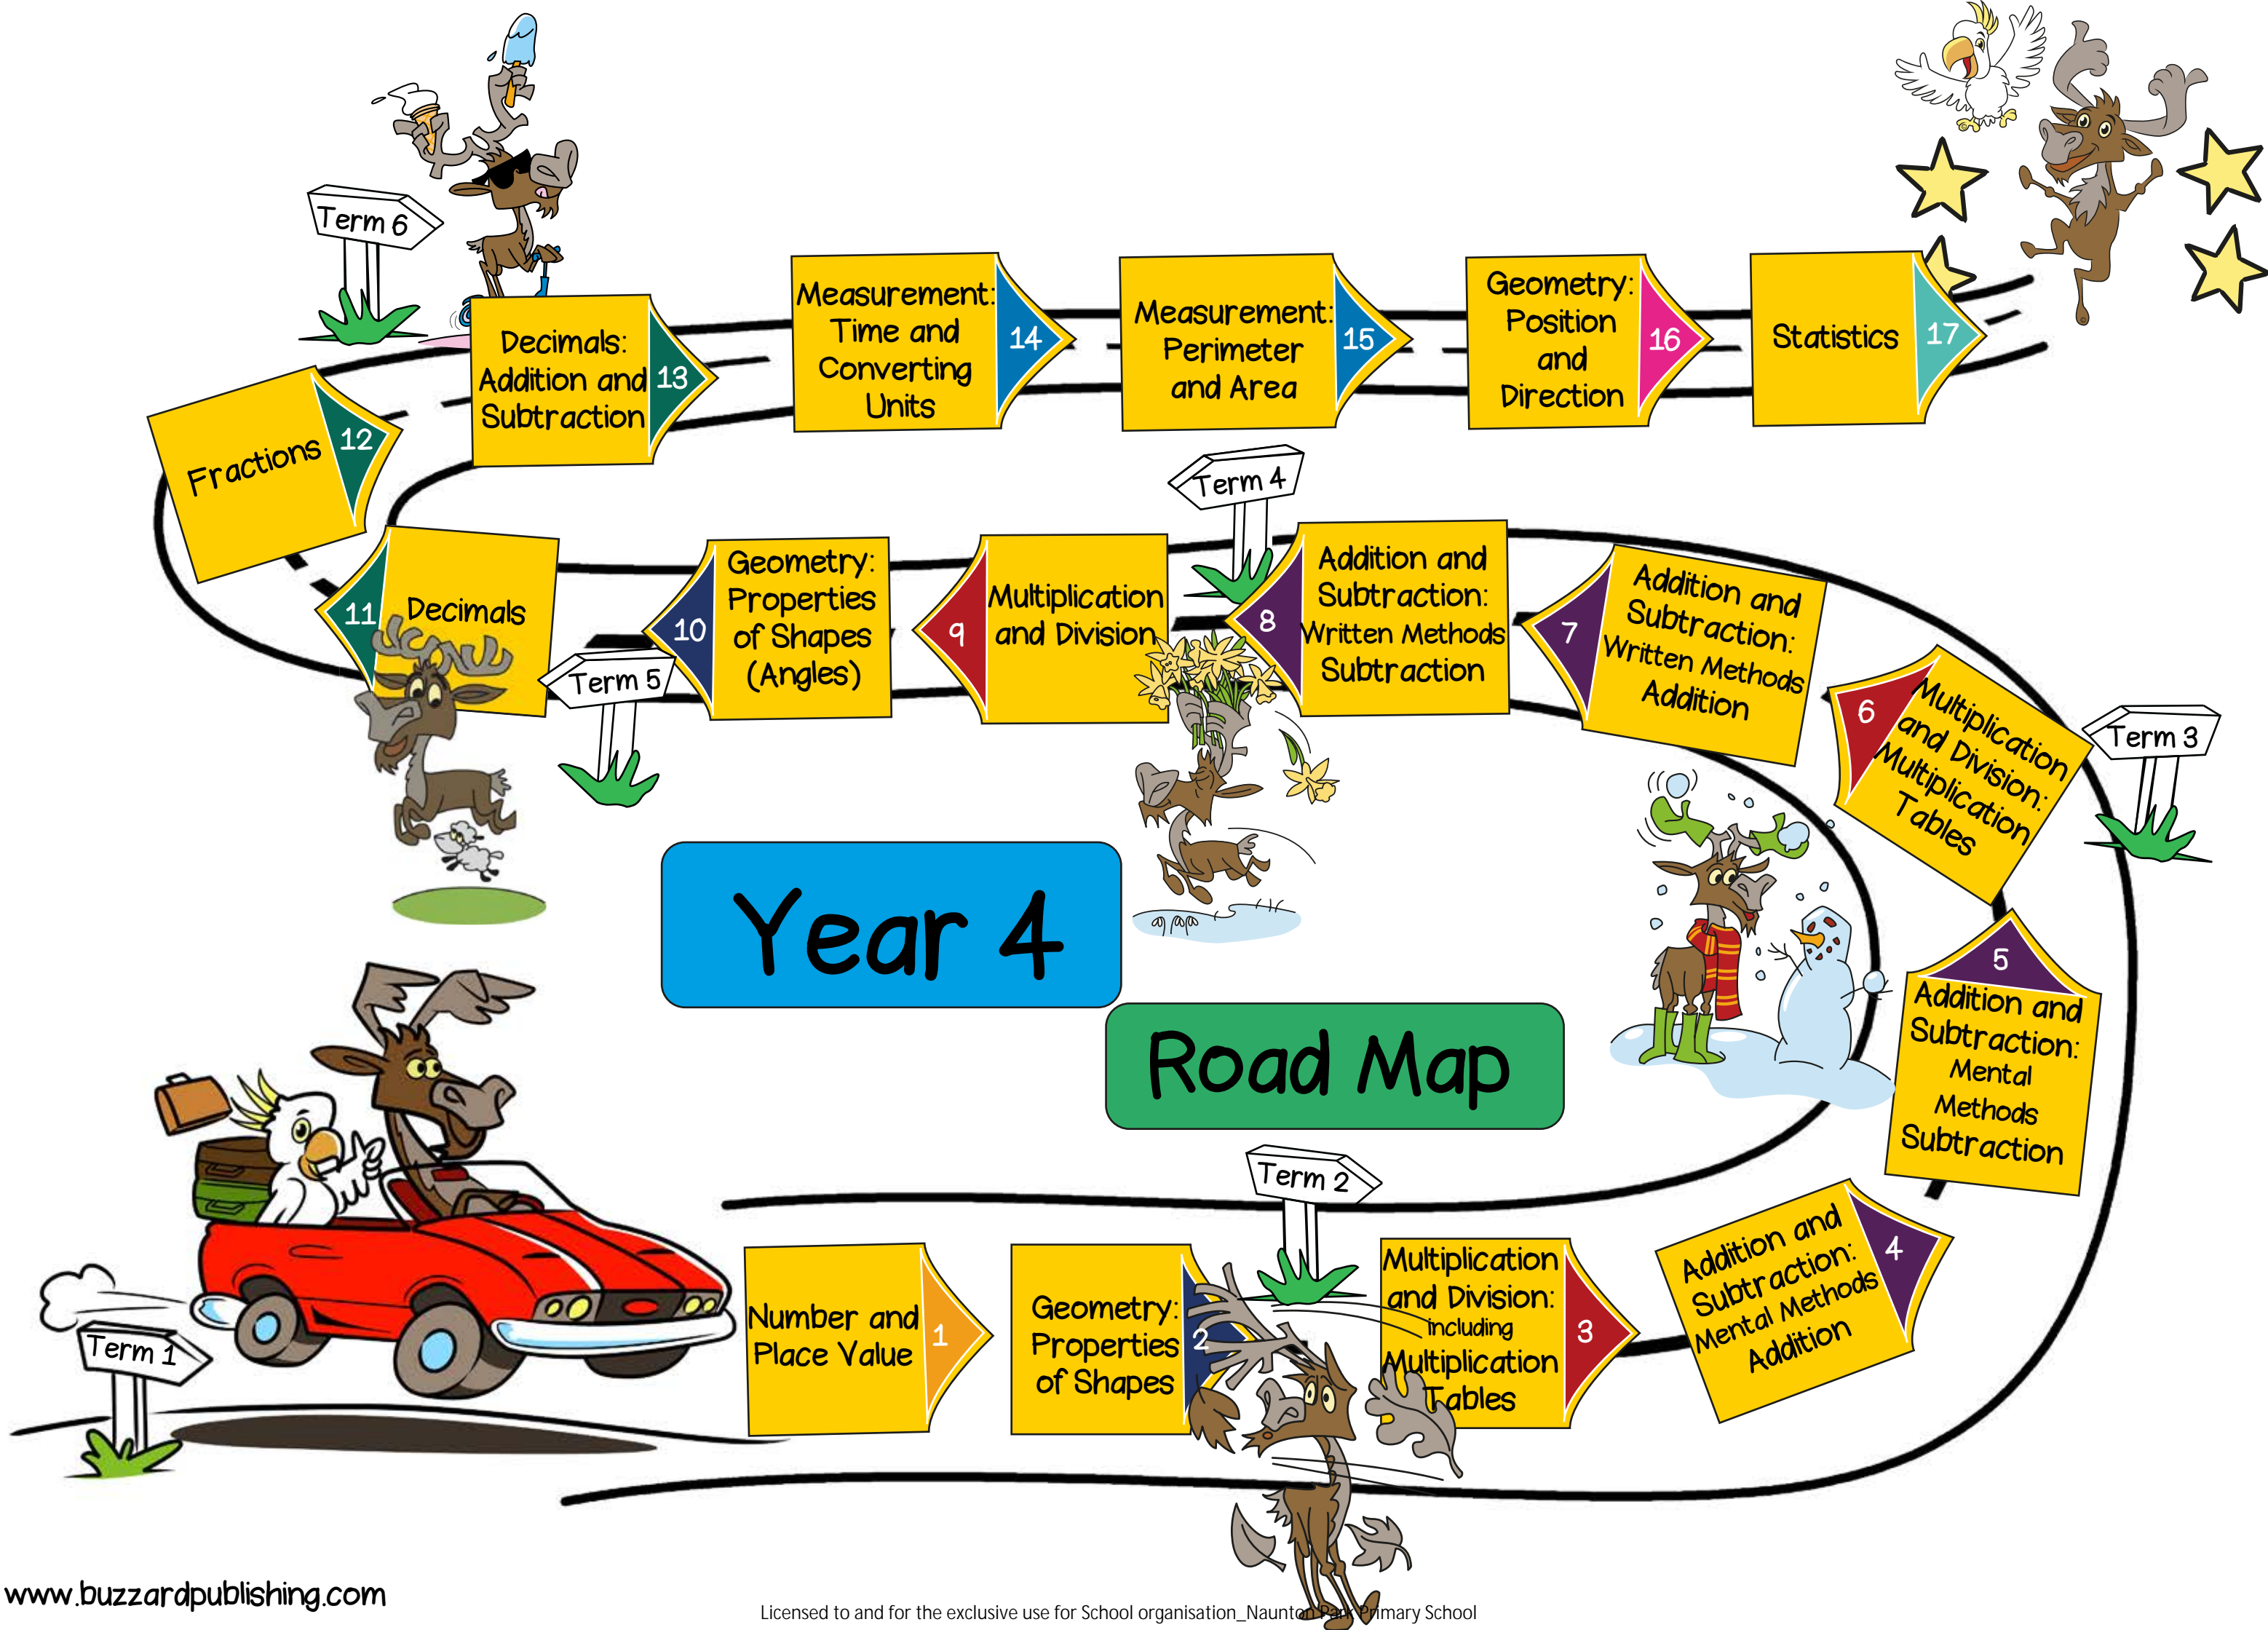 Term 6
Decimals:
Addition and
Subtraction
13
Measurement:
Time and
Converting
Units
14
Measurement:
Perimeter
and Area
15
Geometry:
Position
and
Direction
16
Statistics
17
Fractions
12
11
Decimals
Term 5
10
Geometry:
Properties
of Shapes
(Angles)
9
Multiplication
and Division
Term 4
8
Addition and
Subtraction:
Written Methods
Subtraction
7
Addition and
Subtraction:
Written Methods
Addition
6
Multiplication
and Division:
Multiplication
Tables
Term 3
5
Addition and
Subtraction:
Mental
Methods
Subtraction
Year 4
Road Map
Term 1
Number and
Place Value
1
Geometry:
Properties
of Shapes
2
Term 2
Multiplication
and Division:
including
Multiplication
Tables
3
Addition and
Subtraction:
Mental Methods
Addition
4
www.buzzardpublishing.com
Licensed to and for the exclusive use for School organisation_Naunton Park Primary School